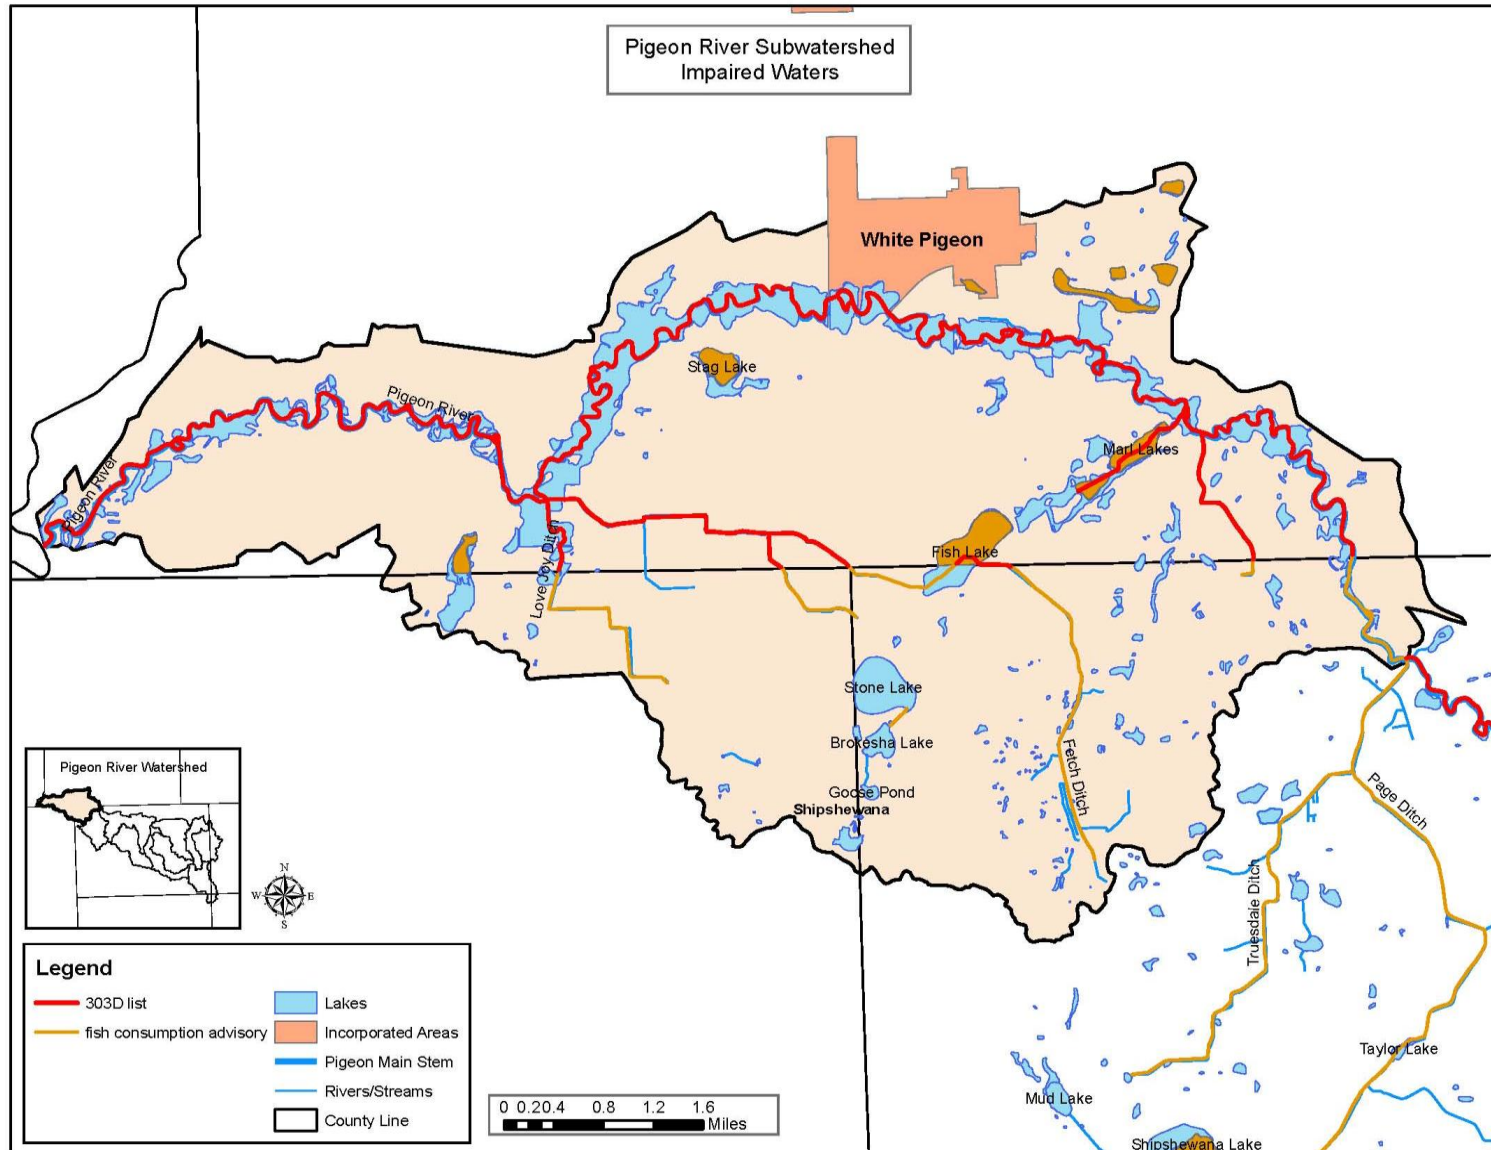 Pigeon River Subwatershed
Impaired Waters
White Pigeon
Stag Lake
Pigeon River
Marl Lakes
Pigeon River
Love Joy Ditch
Fish Lake
Stone Lake
Brokesha Lake
Fetch Ditch
Goose Pond
Shipshewana
Page Ditch
Truesdale Ditch
Taylor Lake
Mud Lake
Shipshewana Lake
Pigeon River Watershed
N
W E
S
Legend
303D list
fish consumption advisory
Lakes
Incorporated Areas
Pigeon Main Stem
Rivers/Streams
County Line
0 0.20.4 0.8 1.2 1.6
Miles